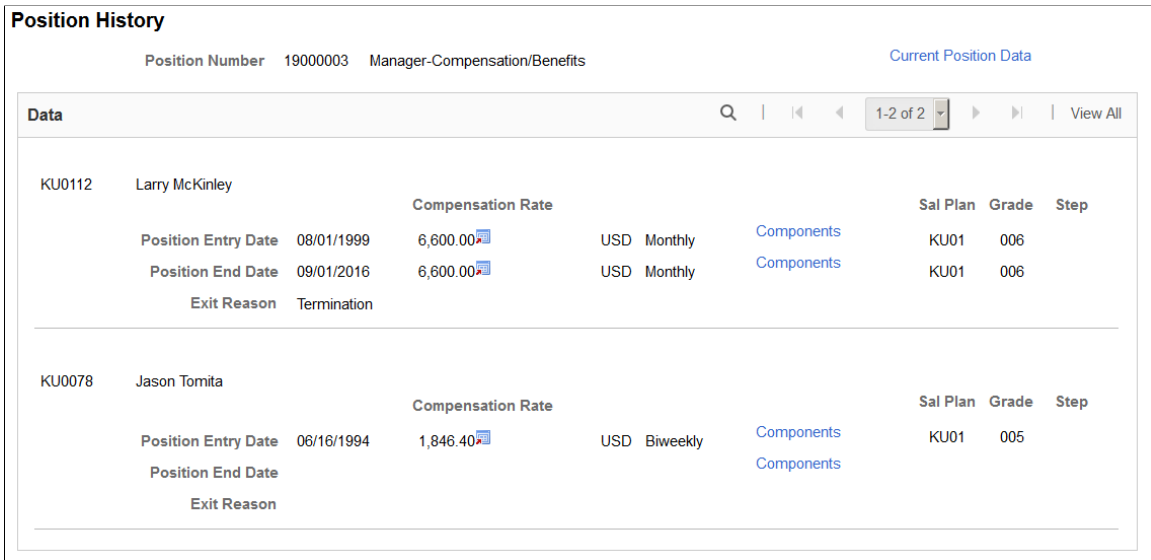 Position History
Position Number 19000003 Manager-Compensation/Benefits Current Position Data
Data | 1-2 of 2 | View All
KU0112 Larry McKinley
Compensation Rate Sal Plan Grade Step
Position Entry Date 08/01/1999 6,600.00 USD Monthly Components KU01 006
Position End Date 09/01/2016 6,600.00 USD Monthly Components KU01 006
Exit Reason Termination
KU0078 Jason Tomita
Compensation Rate Sal Plan Grade Step
Position Entry Date 06/16/1994 1,846.40 USD Biweekly Components KU01 005
Position End Date Components
Exit Reason